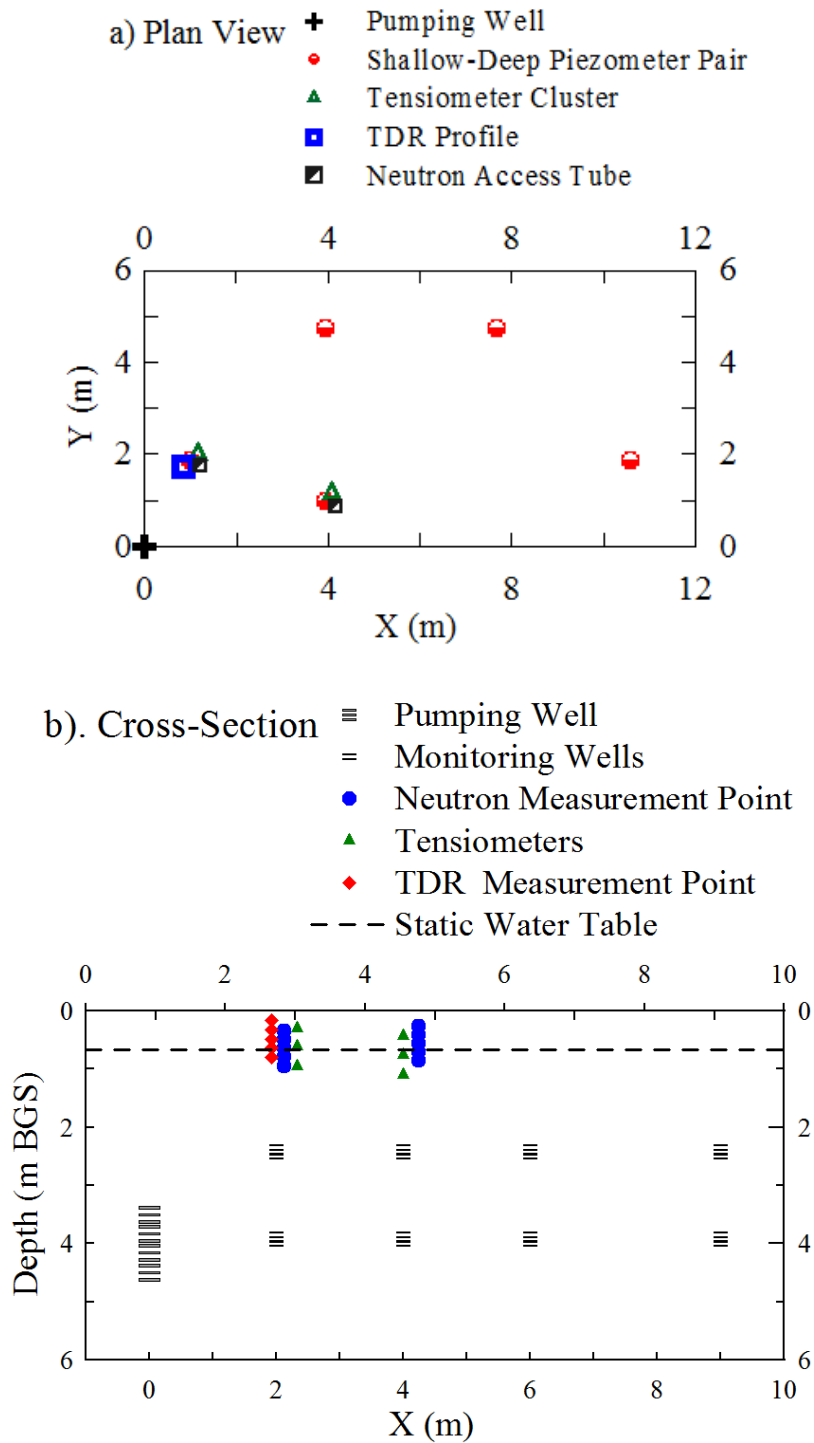 a) Plan View
Pumping Well
Shallow-Deep Piezometer Pair
Tensiometer Cluster
TDR Profile
Neutron Access Tube
0 4 8 12
6 6
4 4
2 2
0 0
Y (m)
0 4 8 12
X (m)
b). Cross-Section
Pumping Well
Monitoring Wells
Neutron Measurement Point
Tensiometers
TDR Measurement Point
Static Water Table
0 2 4 6 8 10
0 0
2 2
4 4
6 6
Depth (m BGS)
0 2 4 6 8 10
X (m)